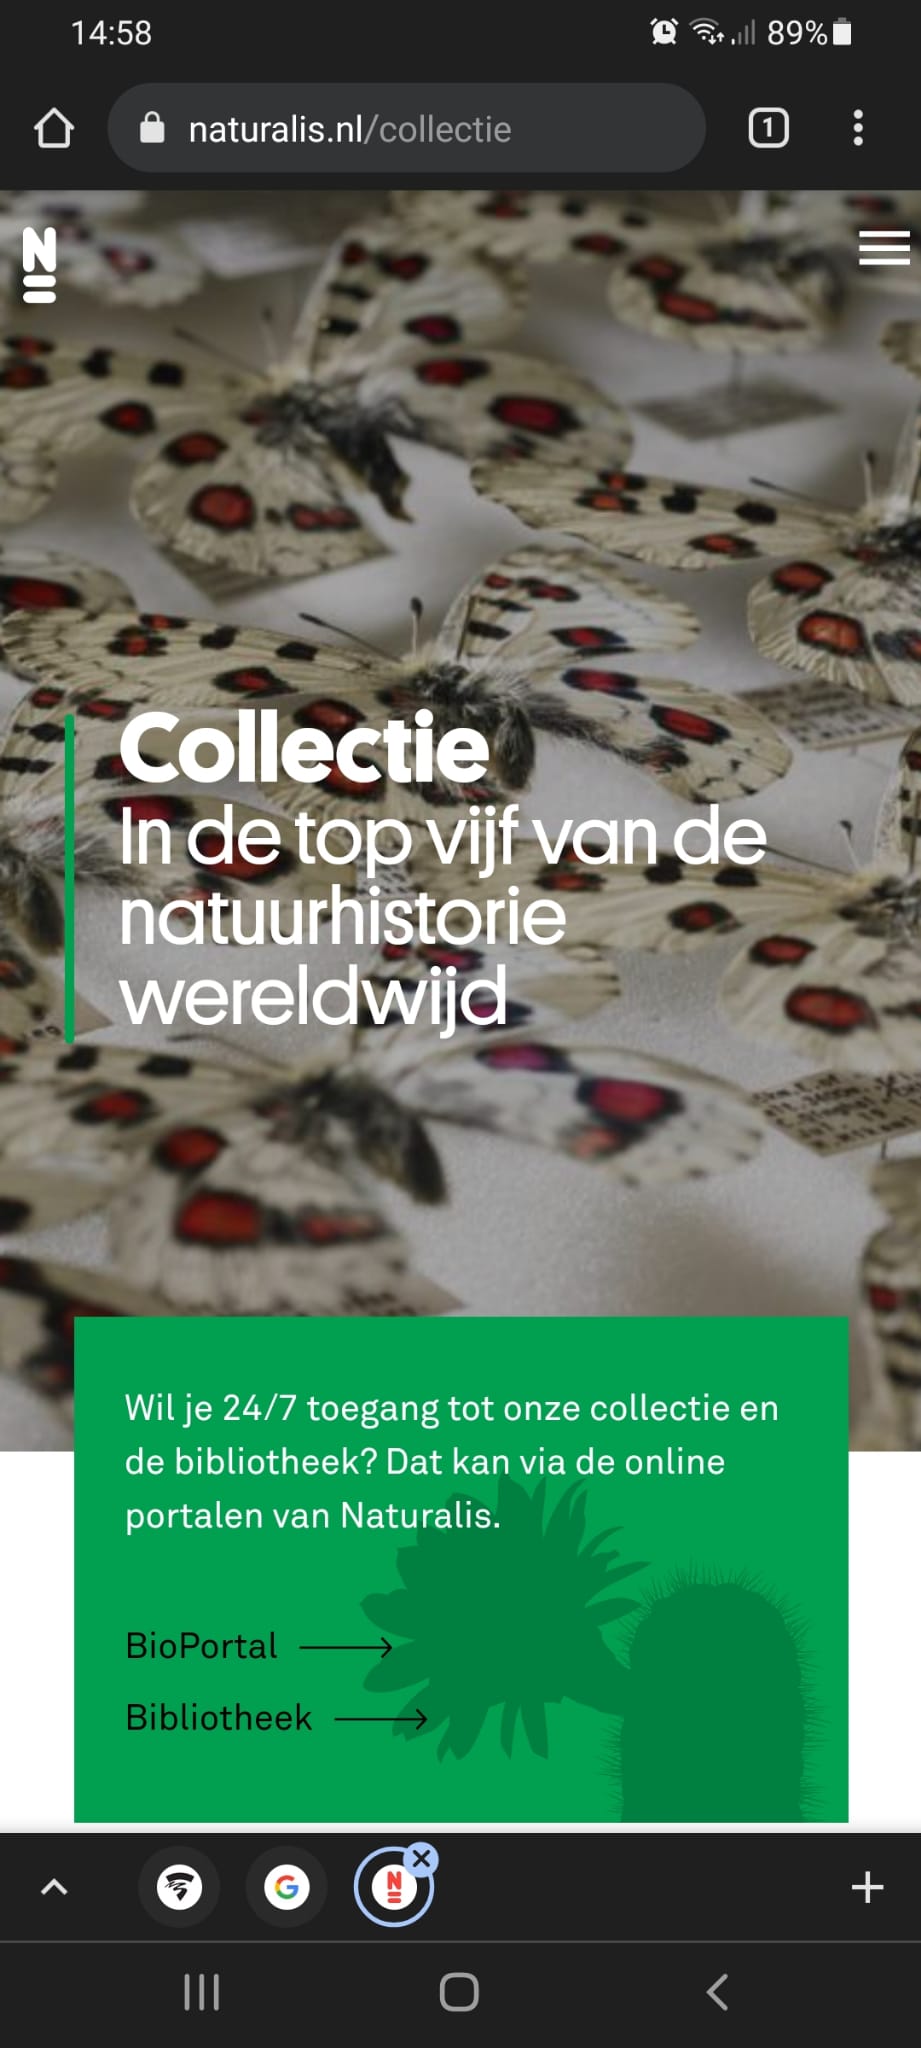 14:58
89%
naturalis.nl/collectie
1
N
Collectie
In de top vijf van de
natuurhistorie
wereldwijd
Wil je 24/7 toegang tot onze collectie en
de bibliotheek? Dat kan via de online
portalen van Naturalis.
BioPortal
Bibliotheek
G
N